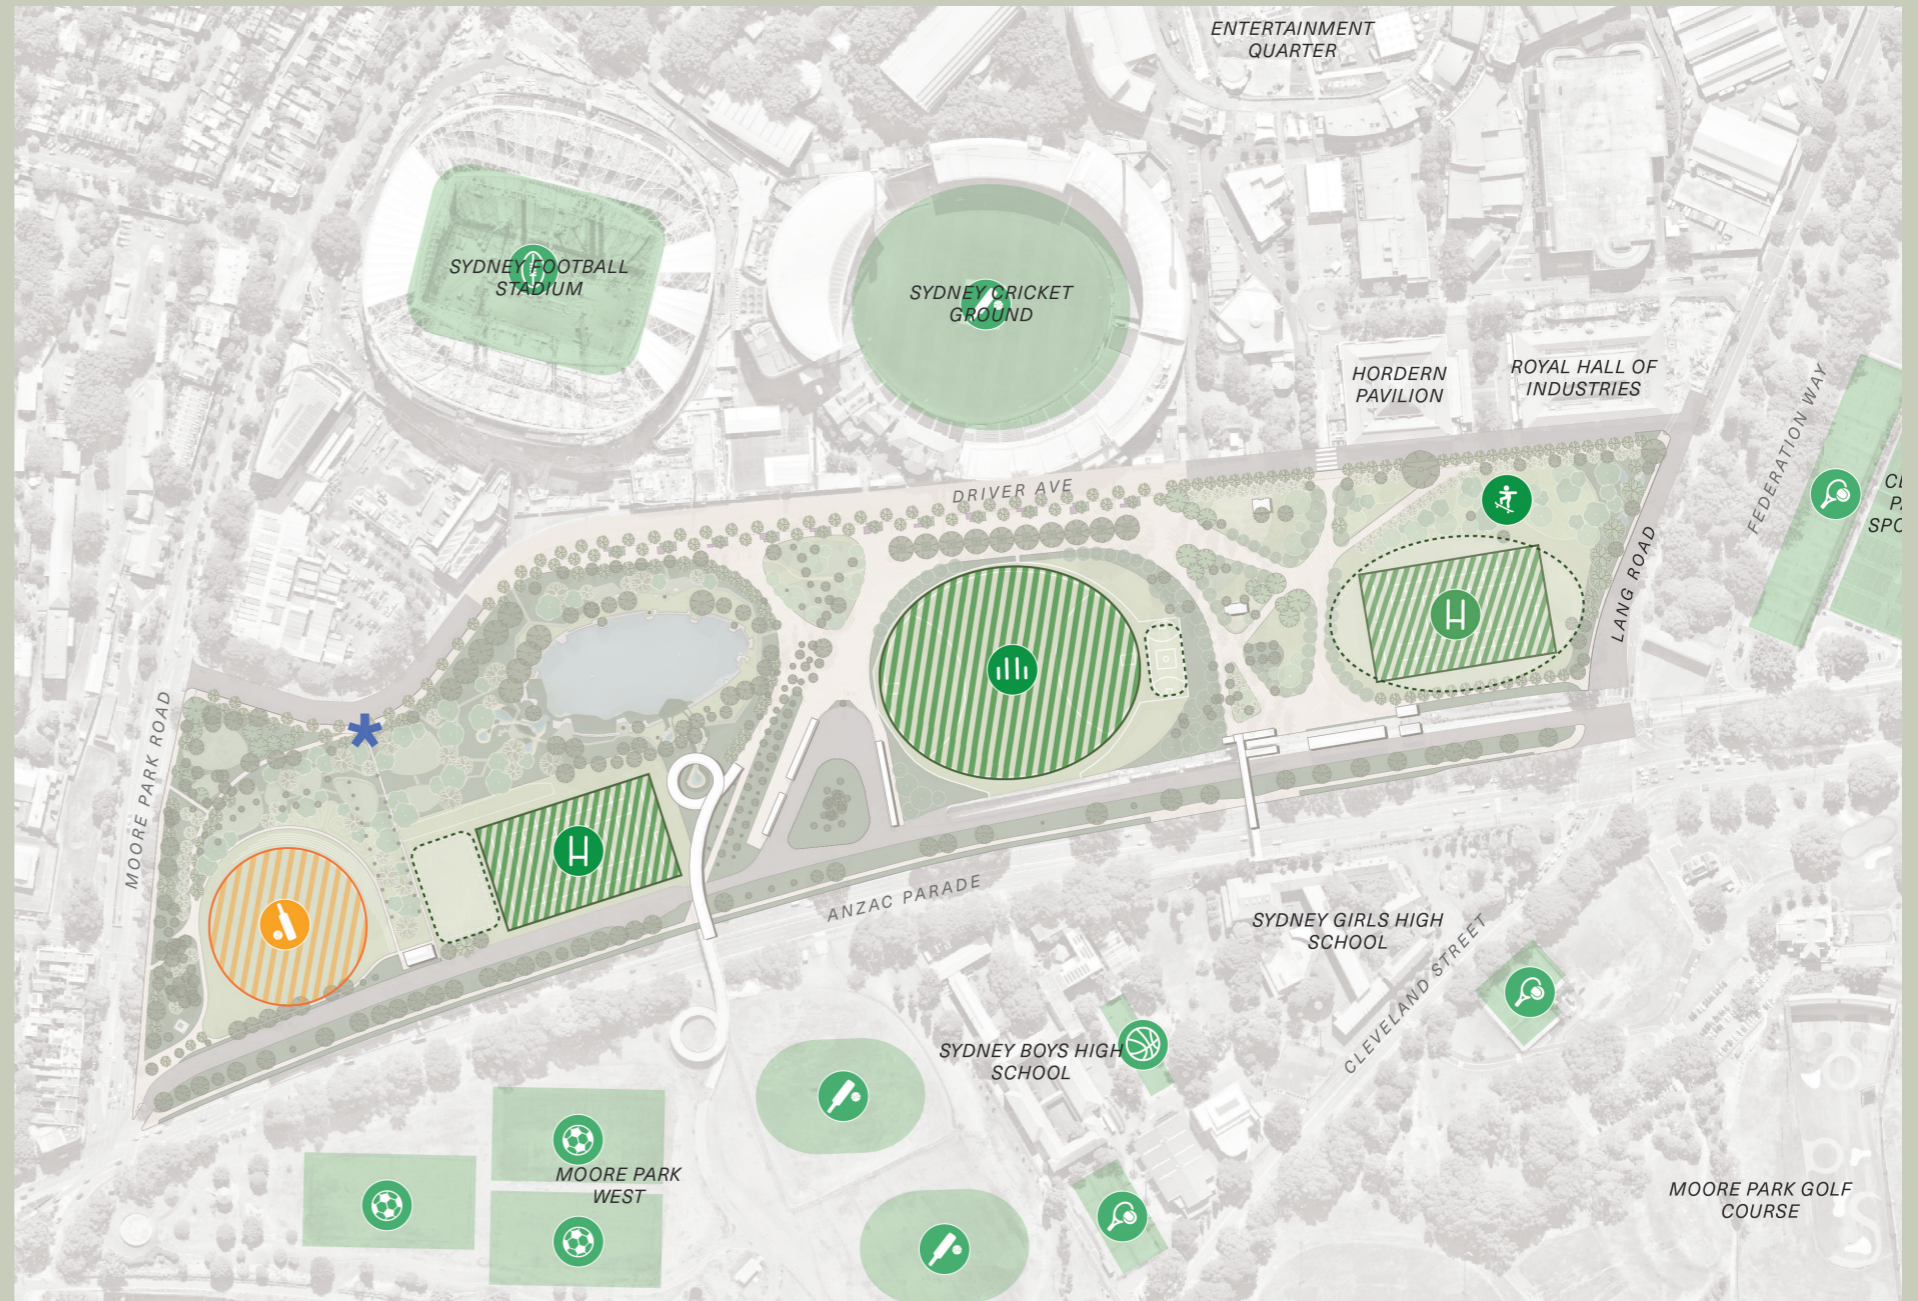 ENTERTAINMENT
QUARTER
SYDNEY FOOTBALL
STADIUM
SYDNEY CRICKET
GROUND
HORDERN
PAVILION
ROYAL HALL OF
INDUSTRIES
FEDERATION WAY
DRIVER AVE
LANG ROAD
MOORE PARK ROAD
ANZAC PARADE
SYDNEY GIRLS HIGH
SCHOOL
CLEVELAND STREET
SYDNEY BOYS HIGH
SCHOOL
MOORE PARK
WEST
MOORE PARK GOLF
COURSE